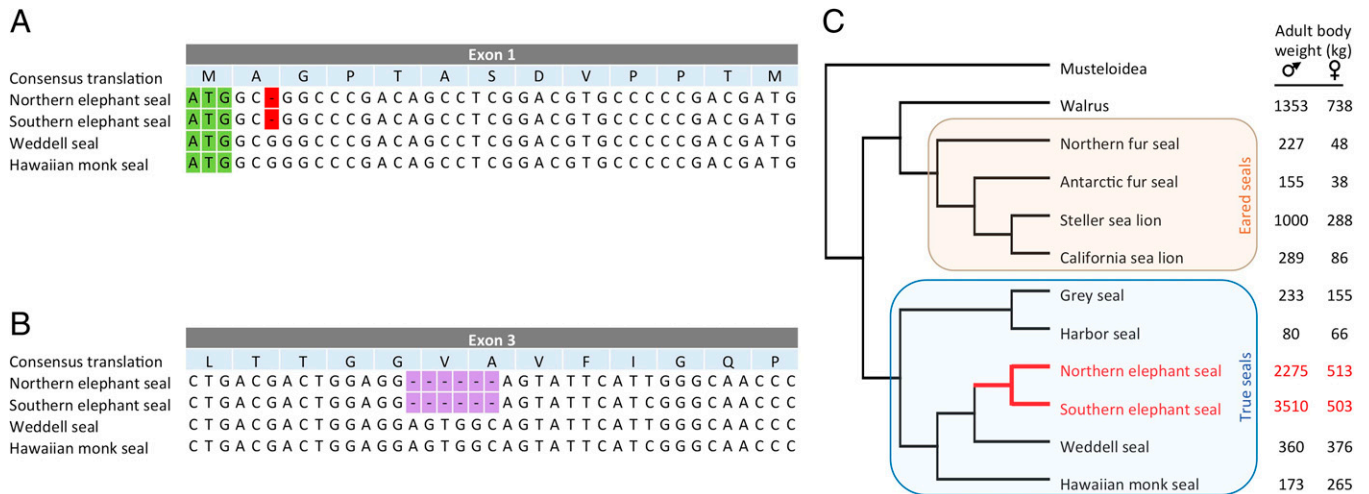 A
Exon 1
Consensus translation M A G P T A S D V P P T M
Northern elephant seal ATGGC-GGCCCGACAGCCTCGGACGTGCCCCCGACGATG
Southern elephant seal ATGGC-GGCCCGACAGCCTCGGACGTGCCCCCGACGATG
Weddell seal ATGGCGGGCCCGACAGCCTCGGACGTGCCCCCGACGATG
Hawaiian monk seal ATGGCGGGCCCGACAGCCTCGGACGTGCCCCCGACGATG
B
Exon 3
Consensus translation L T T G G V A V F I G Q P
Northern elephant seal CTGACGACTGGAGG------AGTATTCATTGGGCAACCC
Southern elephant seal CTGACGACTGGAGG------AGTATTCATTGGGCAACCC
Weddell seal CTGACGACTGGAGGAGTGGCAGTATTCATCGGGCAACCC
Hawaiian monk seal CTGACGACTGGAGGAGTGGCAGTATTCATCGGGCAACCC
C
Adult body
weight (kg)
♂ ♀
Musteloidea
Walrus 1353 738
Northern fur seal 227 48
Antarctic fur seal 155 38
Steller sea lion 1000 288
California sea lion 289 86
Eared seals
Grey seal 233 155
Harbor seal 80 66
Northern elephant seal 2275 513
Southern elephant seal 3510 503
Weddell seal 360 376
Hawaiian monk seal 173 265
True seals